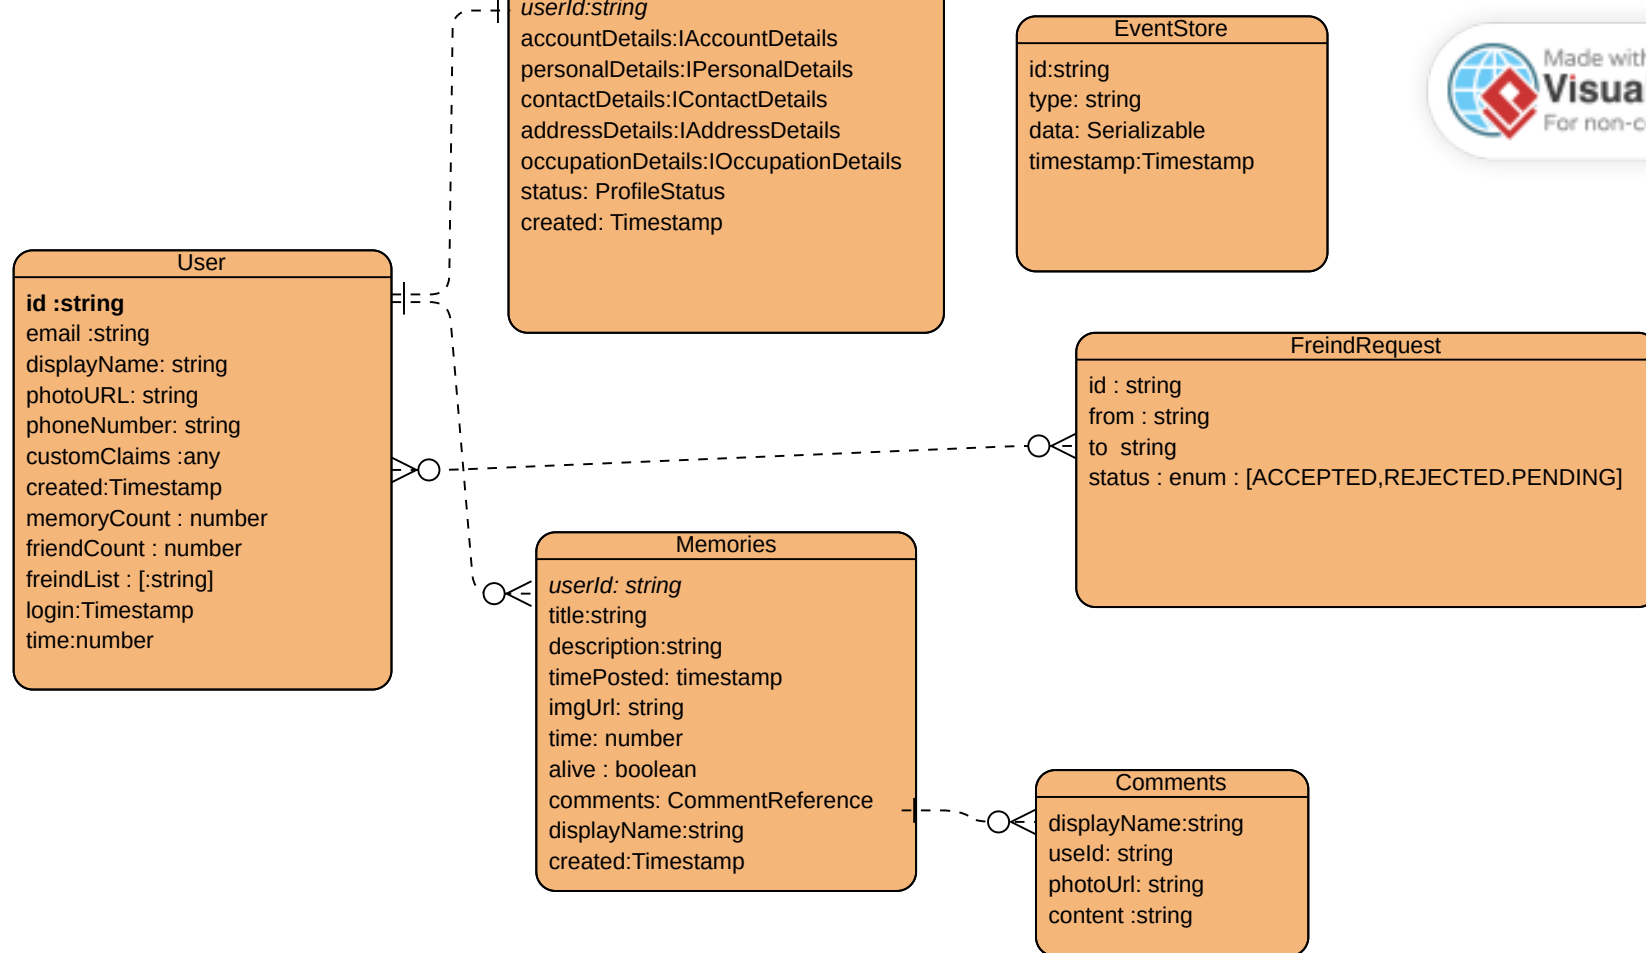 userId:string
accountDetails:IAccountDetails
personalDetails:IPersonalDetails
contactDetails:IContactDetails
addressDetails:IAddressDetails
occupationDetails:IOccupationDetails
status: ProfileStatus
created: Timestamp
EventStore
id:string
type: string
data: Serializable
timestamp:Timestamp
Made with
Visua
For non-c
User
id :string
email :string
displayName: string
photoURL: string
phoneNumber: string
customClaims :any
created:Timestamp
memoryCount : number
friendCount : number
freindList : [:string]
login:Timestamp
time:number
FreindRequest
id : string
from : string
to  string
status : enum : [ACCEPTED,REJECTED.PENDING]
Memories
userId: string
title:string
description:string
timePosted: timestamp
imgUrl: string
time: number
alive : boolean
comments: CommentReference
displayName:string
created:Timestamp
Comments
displayName:string
useId: string
photoUrl: string
content :string